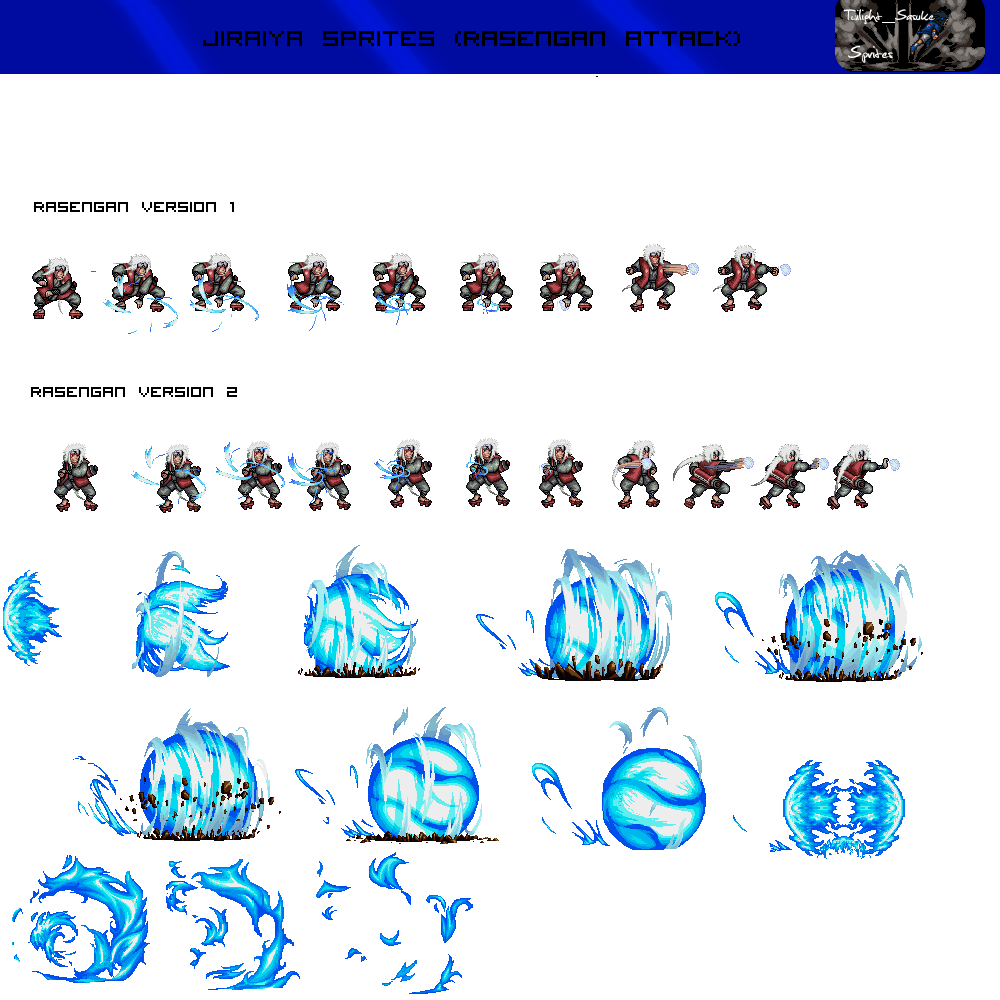 JIRAIYA SPRITES (RASENGAN ATTACK)
Twilight_Sasuke
Sprites
RASENGAN VERSION 1
RASENGAN VERSION 2